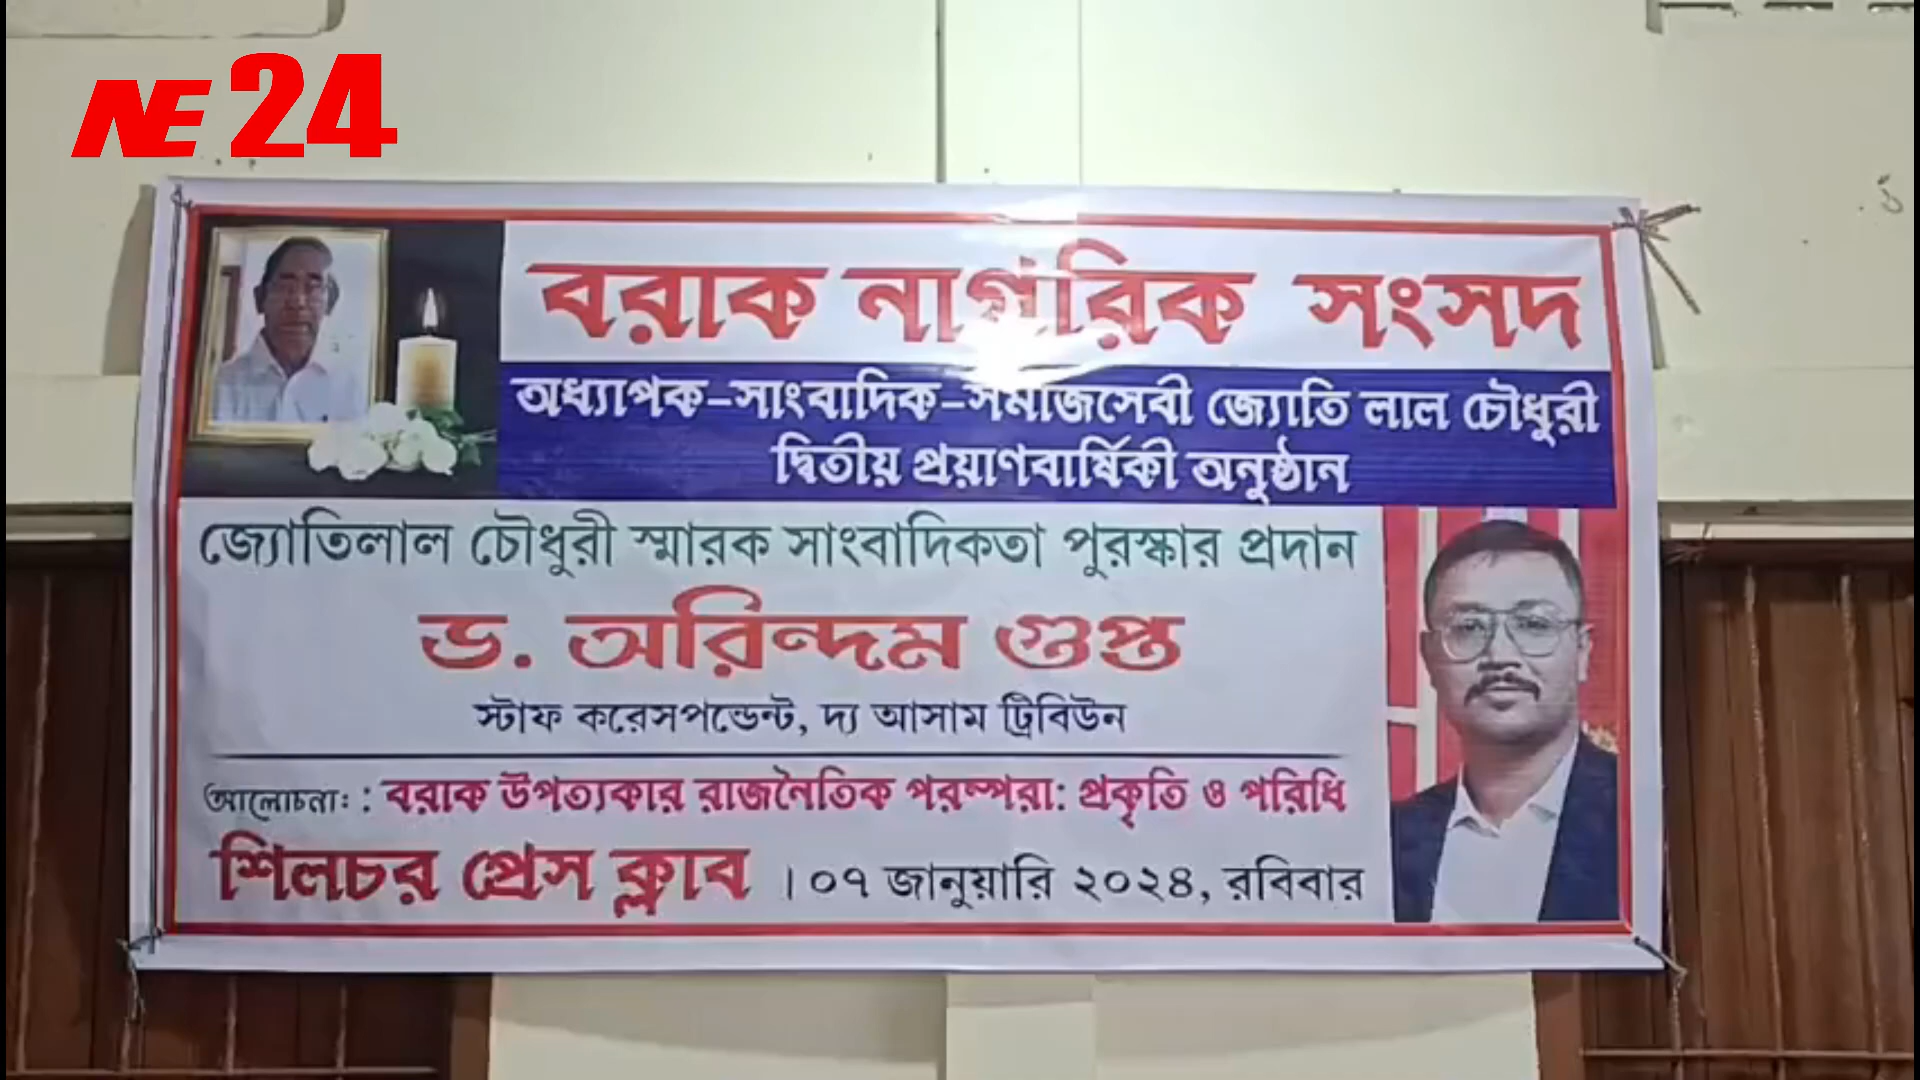 NE 24
বরাক নাগরিক সংসদ
অধ্যাপক-সাংবাদিক-সমাজসেবী জ্যোতি লাল চৌধুরী
দ্বিতীয় প্রয়াণবার্ষিকী অনুষ্ঠান
জ্যোতিলাল চৌধুরী স্মারক সাংবাদিকতা পুরস্কার প্রদান
ড. অরিন্দম গুপ্ত
স্টাফ করেসপন্ডেন্ট, দ্য আসাম ট্রিবিউন
আলোচনাঃ : বরাক উপত্যকার রাজনৈতিক পরম্পরা: প্রকৃতি ও পরিধি
শিলচর প্রেস ক্লাব । ০৭ জানুয়ারি ২০২৪, রবিবার